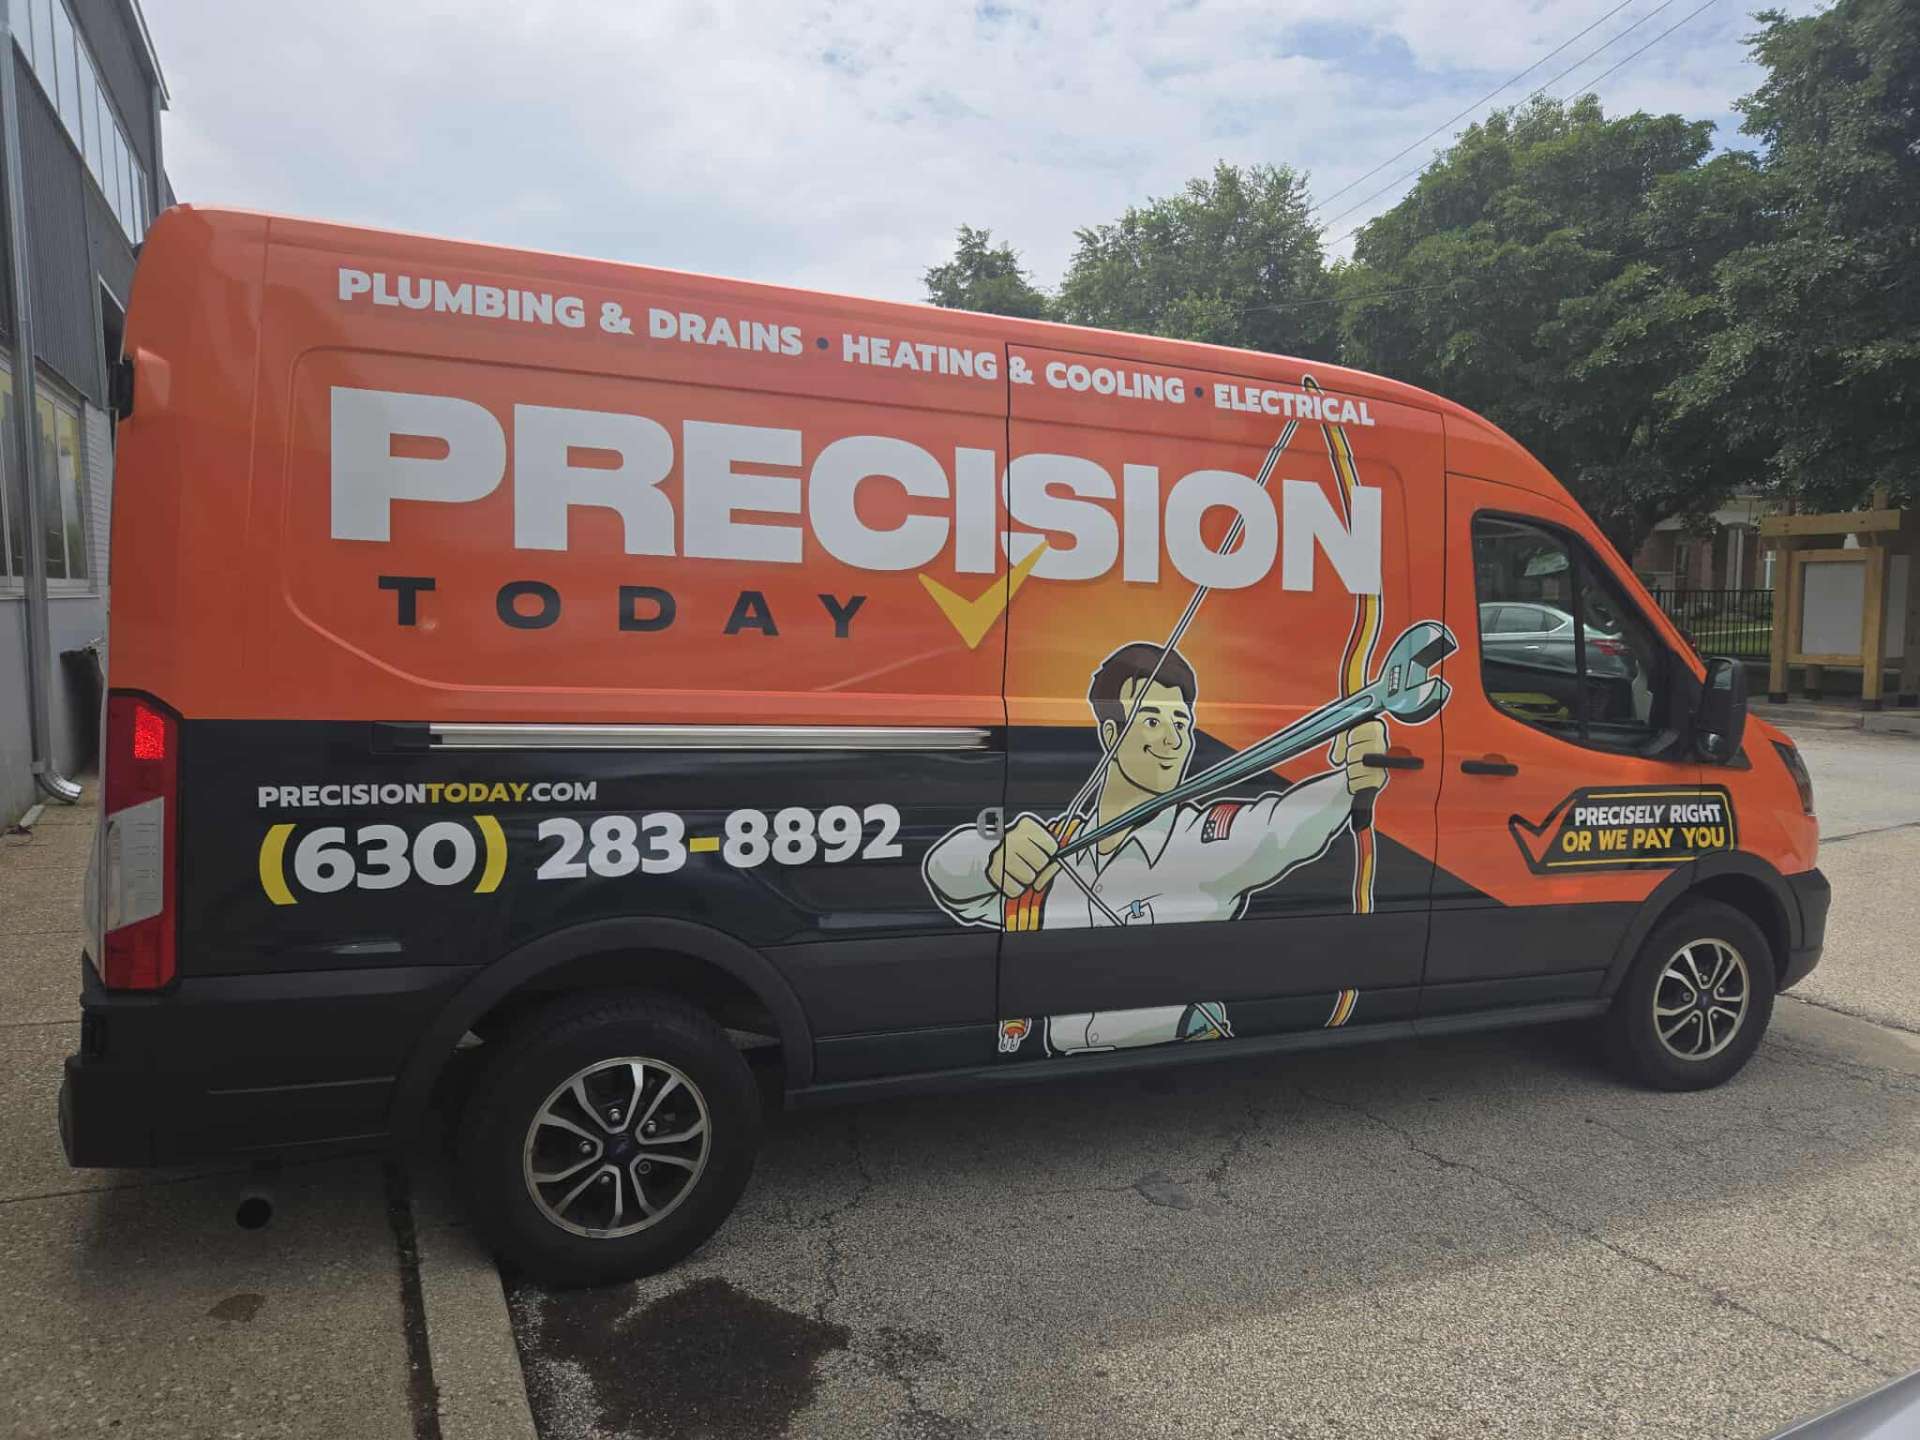 PLUMBING & DRAINS • HEATING & COOLING • ELECTRICAL
PRECISION
TODAY
PRECISIONTODAY.COM
(630) 283-8892
PRECISELY RIGHT
OR WE PAY YOU